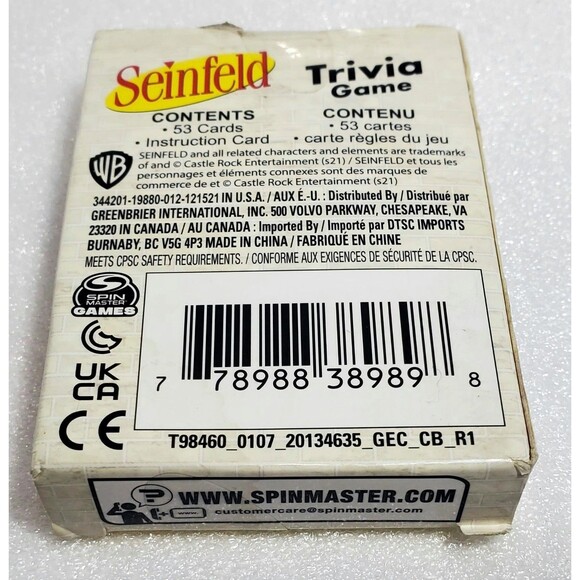 Seinfeld Trivia Game
CONTENTS
• 53 Cards
• Instruction Card
CONTENU
• 53 cartes
• carte règles du jeu
WB
SEINFELD and all related characters and elements are trademarks
of and © Castle Rock Entertainment (s21) / SEINFELD et tous les
personnages et éléments connexes sont des marques de
commerce de et © Castle Rock Entertainment (s21)
344201-19880-012-121521 IN U.S.A. / AUX É.-U. : Distributed By / Distribué par
GREENBRIER INTERNATIONAL, INC. 500 VOLVO PARKWAY, CHESAPEAKE, VA
23320 IN CANADA / AU CANADA : Imported By / Importé par DTSC IMPORTS
BURNABY, BC V5G 4P3 MADE IN CHINA / FABRIQUÉ EN CHINE
MEETS CPSC SAFETY REQUIREMENTS. / CONFORME AUX EXIGENCES DE SÉCURITÉ DE LA CPSC.
SPIN
MASTER
GAMES
UK
CA
CE
7 78988 38989 8
T98460_0107_20134635_GEC_CB_R1
?
www
WWW.SPINMASTER.COM
customercare@spinmaster.com